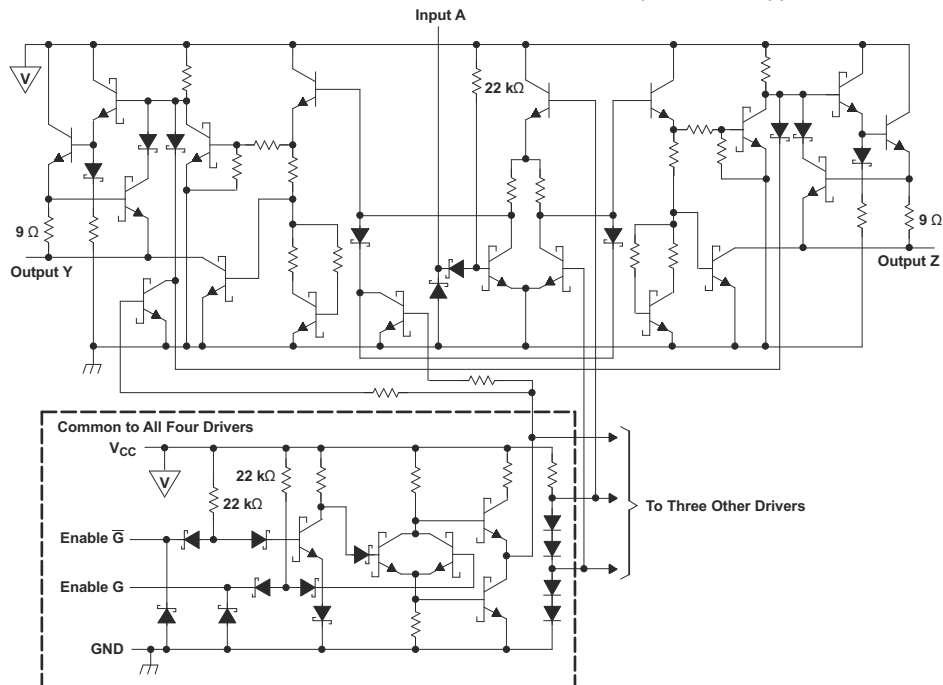 Input A
V
22 kΩ
9 Ω
9 Ω
Output Y
Output Z
Common to All Four Drivers
VCC
V
22 kΩ
22 kΩ
To Three Other Drivers
Enable G̅
Enable G
GND